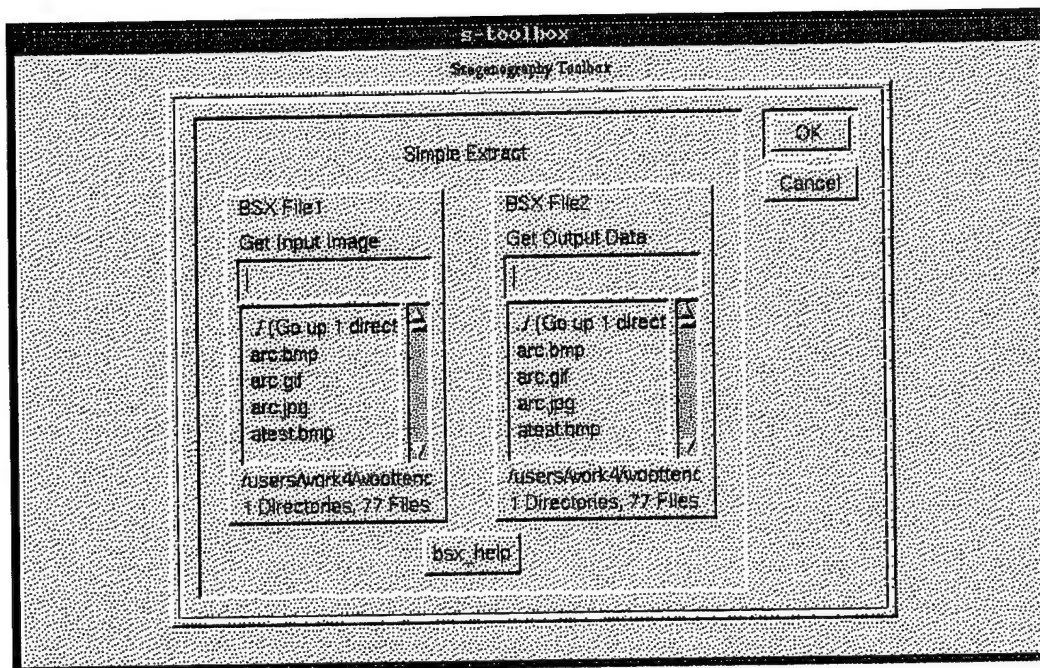 s-toolbox
Steganography Toolbox
OK
Cancel
Simple Extract
BSX File1
Get Input Image
./ (Go up 1 direct
arc.bmp
arc.gif
arc.jpg
atest.bmp
/users/work4/woottenc
1 Directories, 77 Files
BSX File2
Get Output Data
./ (Go up 1 direct
arc.bmp
arc.gif
arc.jpg
atest.bmp
/users/work4/woottenc
1 Directories, 77 Files
bsx_help